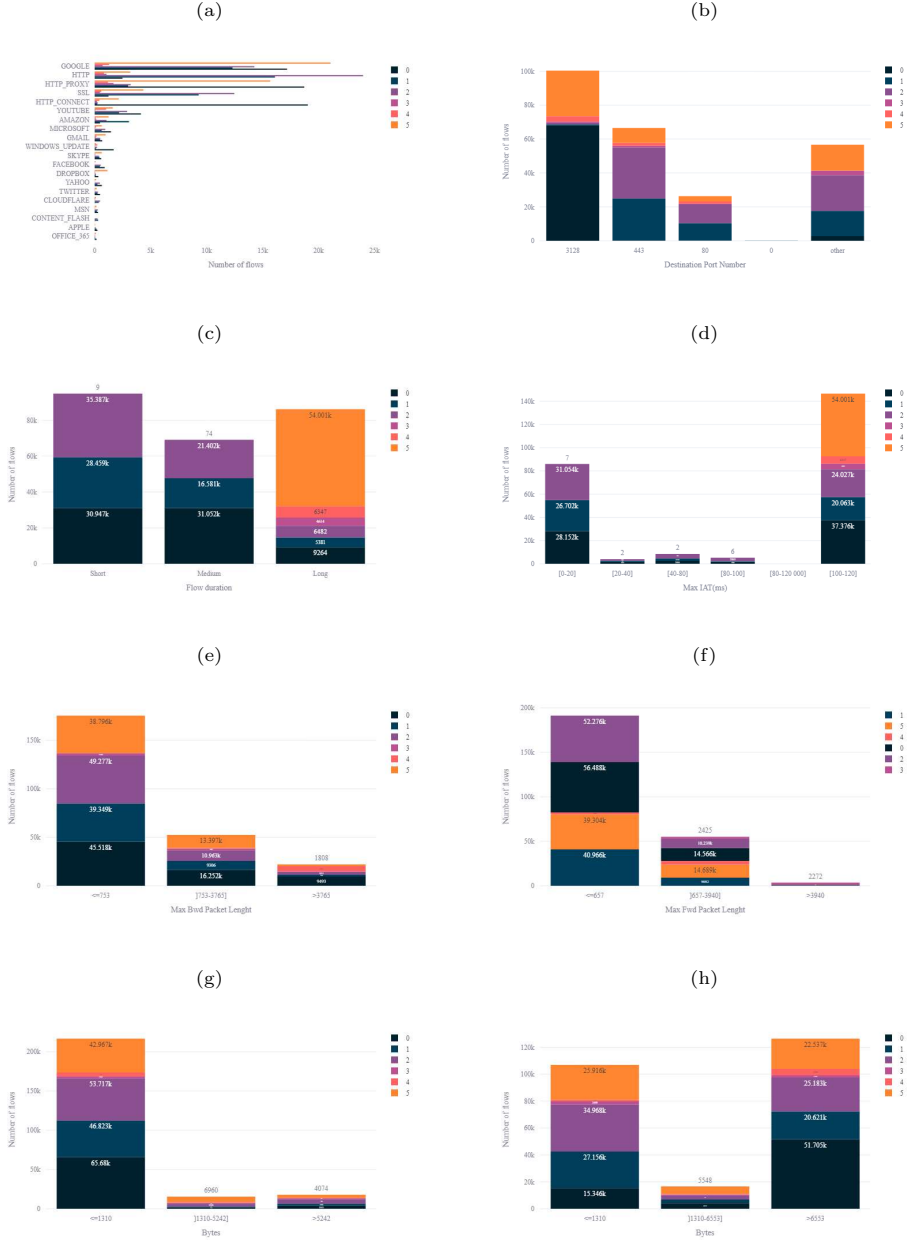 (a)
GOOGLE
HTTP
HTTP_PROXY
SSL
HTTP_CONNECT
YOUTUBE
AMAZON
MICROSOFT
GMAIL
WINDOWS_UPDATE
SKYPE
FACEBOOK
DROPBOX
YAHOO
TWITTER
CLOUDFLARE
MSN
CONTENT_FLASH
APPLE
OFFICE_365
0 5k 10k 15k 20k 25k
Number of flows
0
1
2
3
4
5
(b)
Number of flows
100k
80k
60k
40k
20k
0
3128 443 80 0 other
Destination Port Number
0
1
2
3
4
5
(c)
Number of flows
80k
60k
40k
20k
0
9
35.387k
28.459k
30.947k
74
21.402k
16.581k
31.052k
54.001k
6347
6482
5381
9264
Short Medium Long
Flow duration
0
1
2
3
4
5
(d)
Number of flows
140k
120k
100k
80k
60k
40k
20k
0
7
31.054k
26.702k
28.152k
2
2
6
54.001k
24.027k
20.063k
37.376k
[0-20] ]20-40] ]40-80] ]80-100] ]80-120 000] ]100-120]
Max IAT(ms)
0
1
2
3
4
5
(e)
Number of flows
150k
100k
50k
0
38.796k
49.277k
39.349k
45.518k
13.397k
10.963k
9306
16.252k
1808
9493
<=753 ]753-3765] >3765
Max Bwd Packet Lenght
0
1
2
3
4
5
(f)
Number of flows
200k
150k
100k
50k
0
52.276k
56.488k
39.304k
40.966k
2425
14.566k
14.689k
2272
<=657 ]657-3940] >3940
Max Fwd Packet Lenght
1
5
4
0
2
3
(g)
Number of flows
200k
150k
100k
50k
0
42.967k
53.717k
46.823k
65.68k
6960
4074
<=1310 ]1310-5242] >5242
Bytes
0
1
2
3
4
5
(h)
Number of flows
120k
100k
80k
60k
40k
20k
0
25.916k
34.968k
27.156k
15.346k
5548
22.537k
25.183k
20.621k
51.705k
<=1310 ]1310-6553] >6553
Bytes
0
1
2
3
4
5